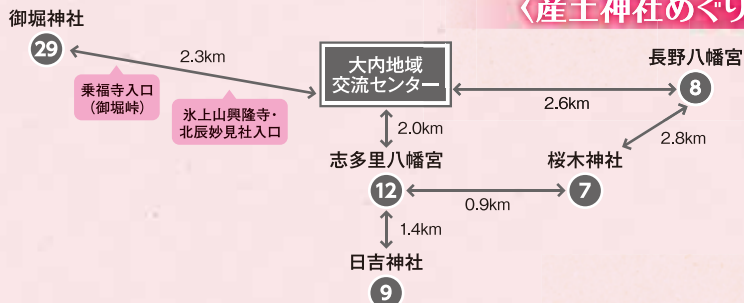 〈産土神社めぐり
御堀神社
29
2.3km
乗福寺入口
（御堀峠）
氷上山興隆寺・
北辰妙見社入口
大内地域
交流センター
長野八幡宮
8
2.6km
2.8km
2.0km
志多里八幡宮
12
桜木神社
7
0.9km
1.4km
日吉神社
9